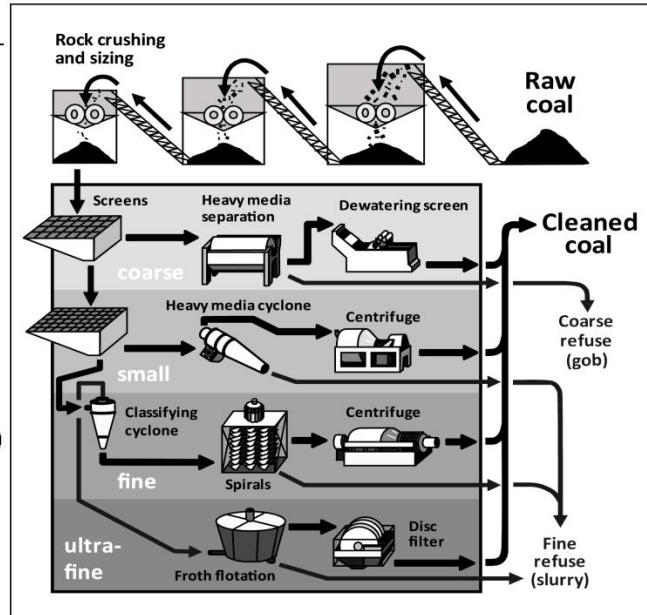 Rock crushing
and sizing
Raw
coal
Screens
Heavy media
separation
Dewatering screen
Cleaned
coal
coarse
Heavy media cyclone
Centrifuge
Coarse
refuse
(gob)
small
Classifying
cyclone
Centrifuge
fine
Spirals
ultra-
fine
Froth flotation
Disc
filter
Fine
refuse
(slurry)